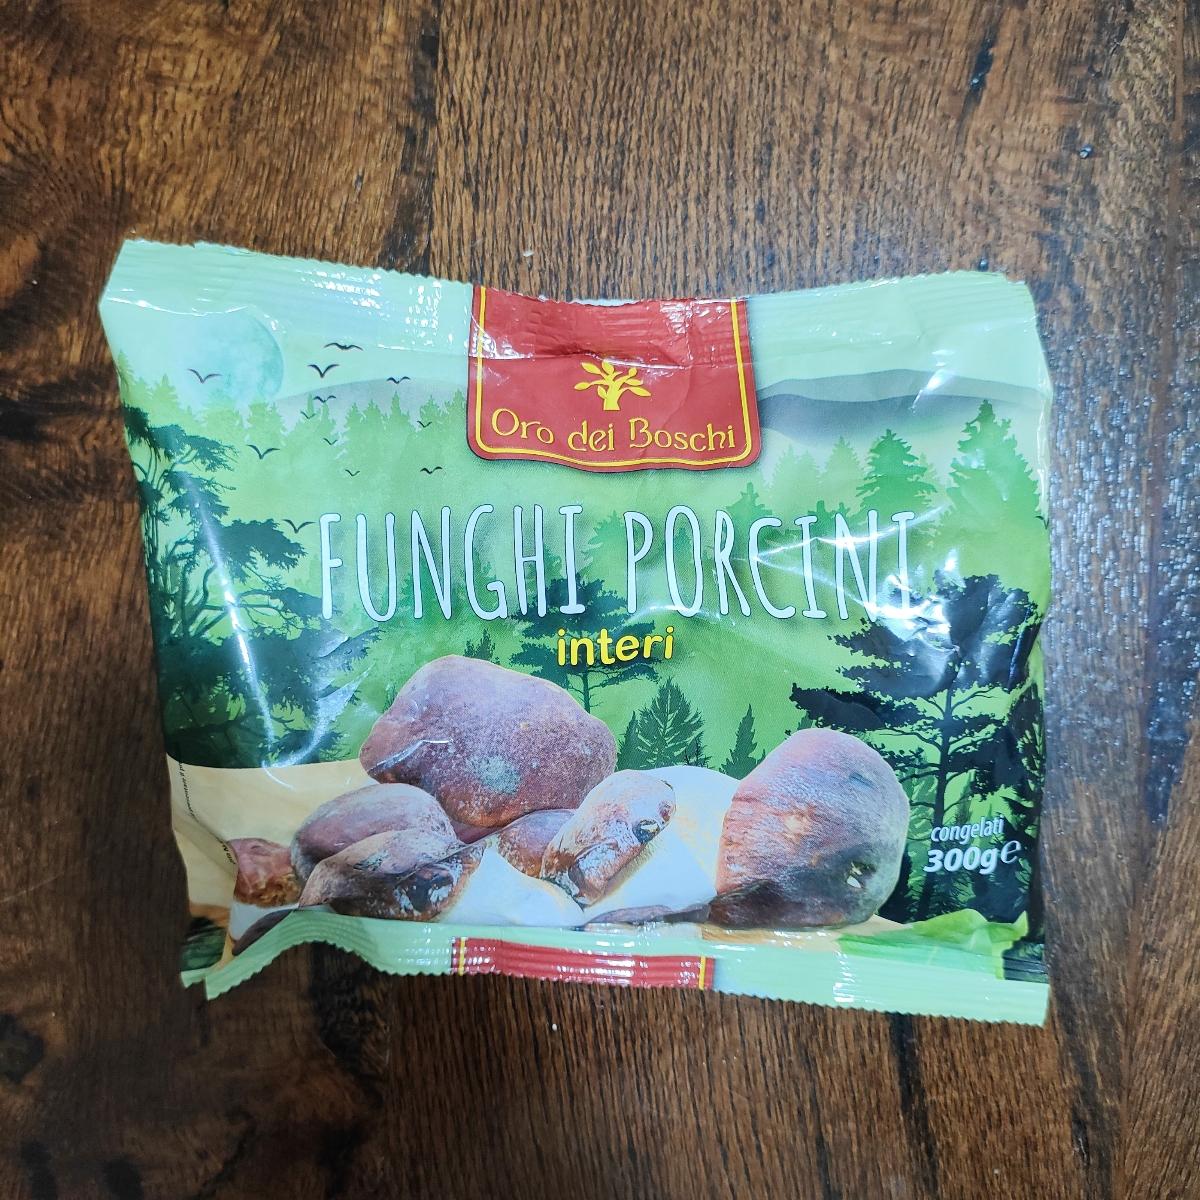 Oro dei Boschi
FUNGHI PORCINI
interi
congelati
300g e